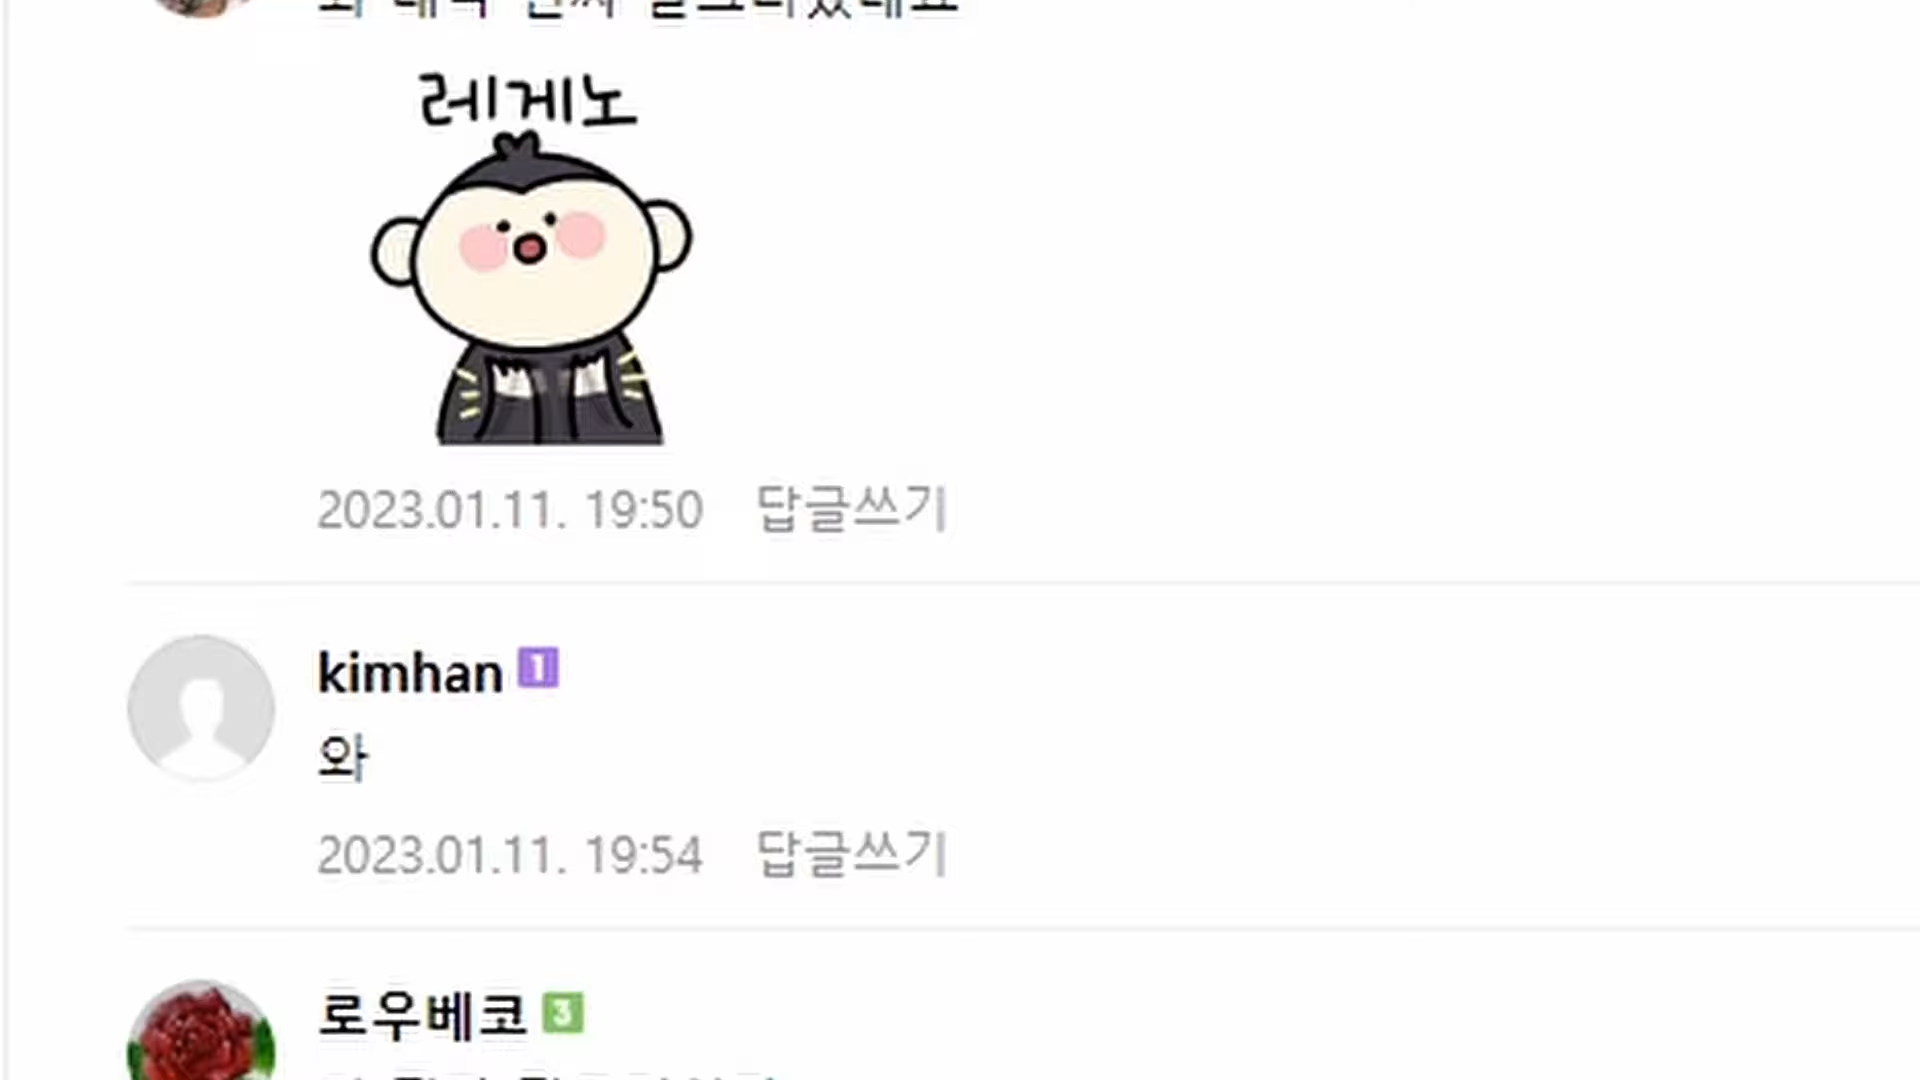 레게노
2023.01.11. 19:50 답글쓰기
kimhan 1
와
2023.01.11. 19:54 답글쓰기
로우베코 3